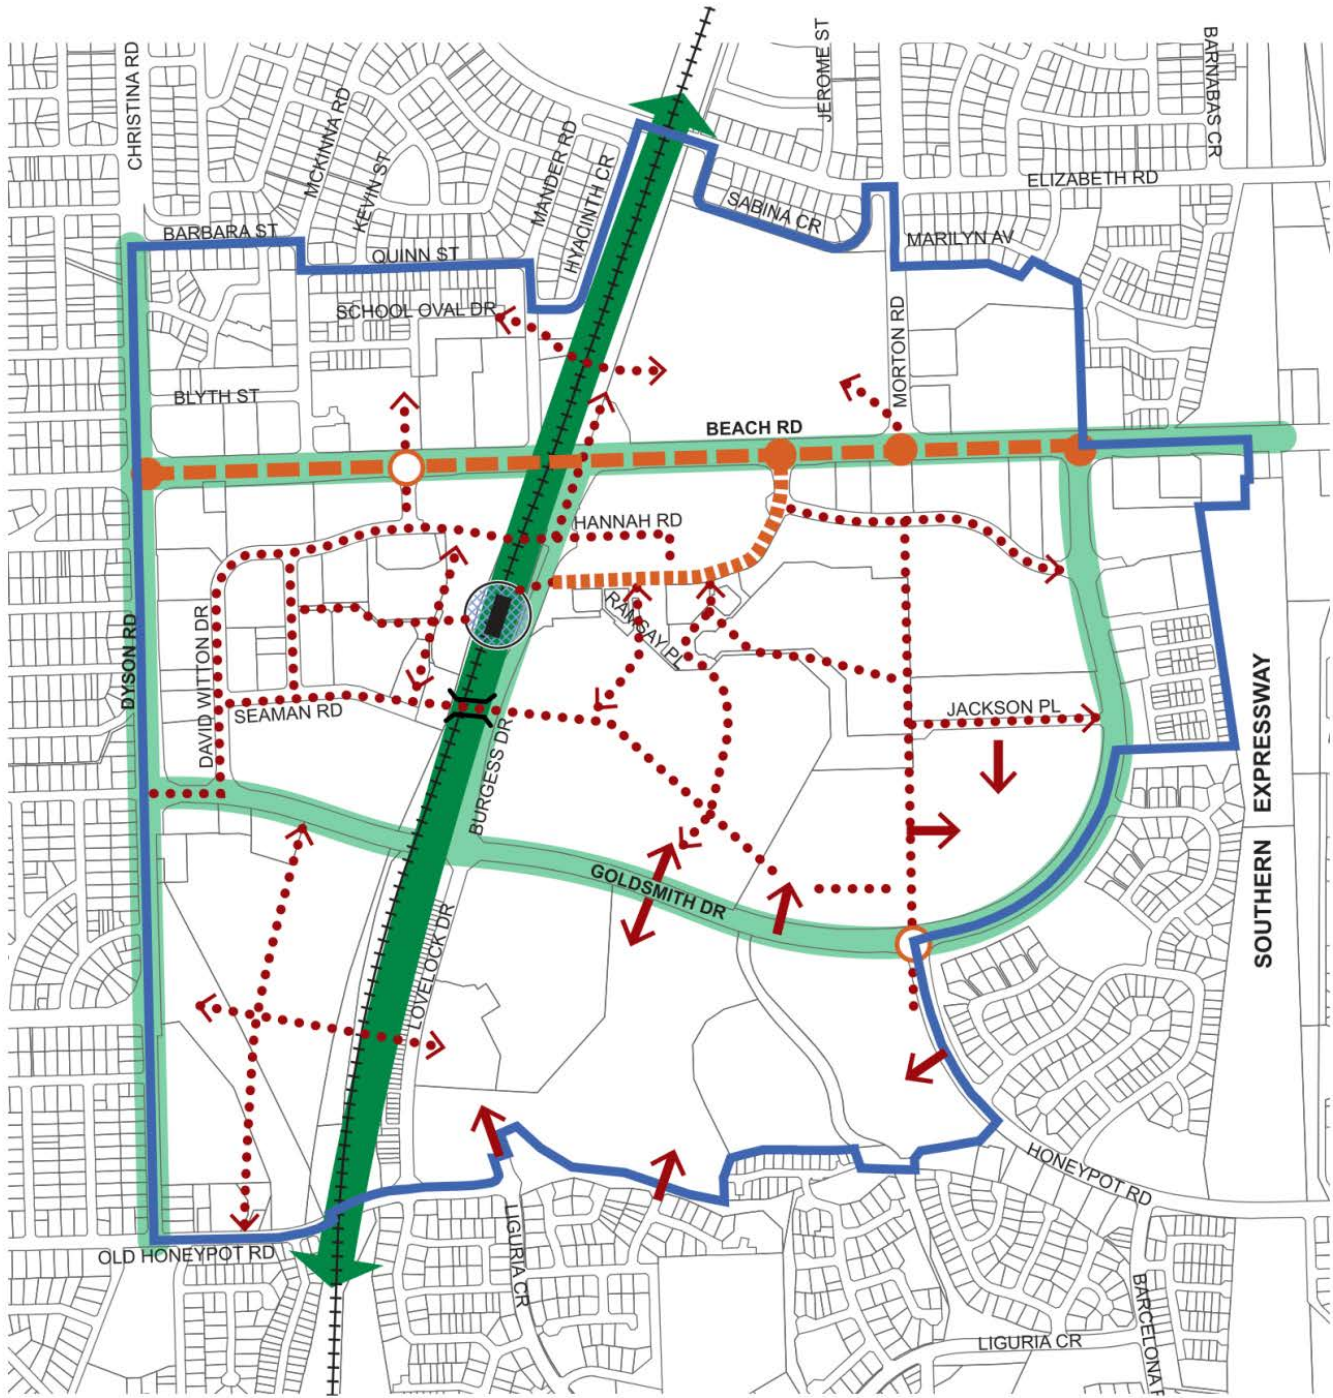 JEROME ST
BARNABAS CR
CHRISTINA RD
MCKINNA RD
KEVIN ST
MANDER RD
HYACINTH CR
ELIZABETH RD
SABINA CR
BARBARA ST
MARILYN AV
QUINN ST
SCHOOL OVAL DR
MORTON RD
BLYTH ST
BEACH RD
HANNAH RD
RAMSAY PL
DYSON RD
DAVID WITTON DR
SEAMAN RD
JACKSON PL
BURGESS DR
SOUTHERN EXPRESSWAY
GOLDSMITH DR
LOVELOCK DR
HONEYPOT RD
OLD HONEYPOT RD
LIGURIA CR
BARCELONA
LIGURIA CR